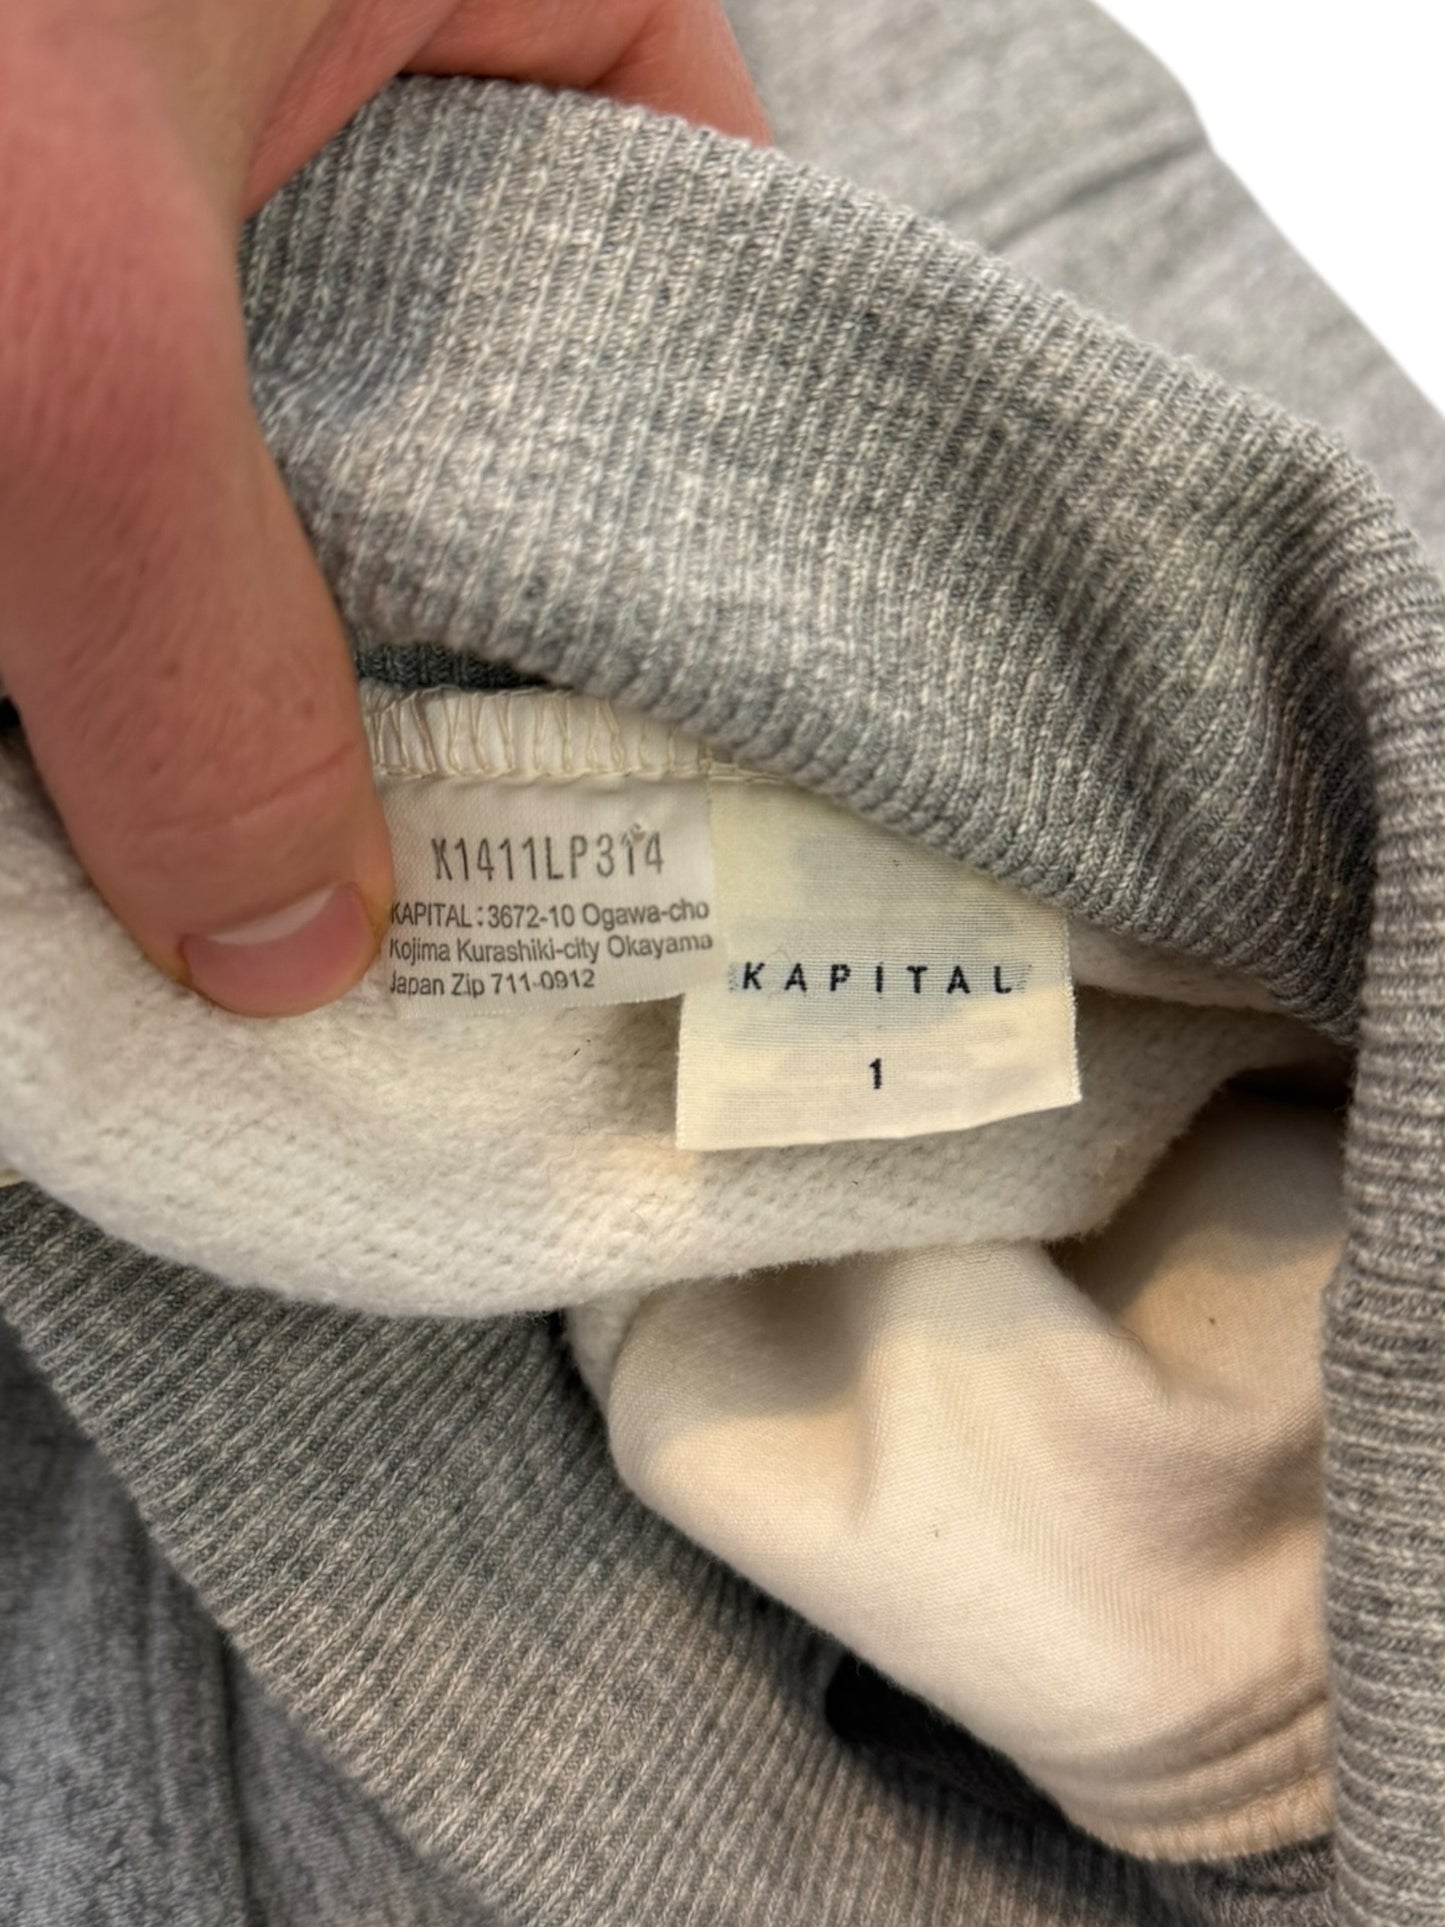 K1411LP314
KAPITAL:3672-10 Ogawa-cho
Kojima Kurashiki-city Okayama
Japan Zip 711-0912
KAPITAL
1